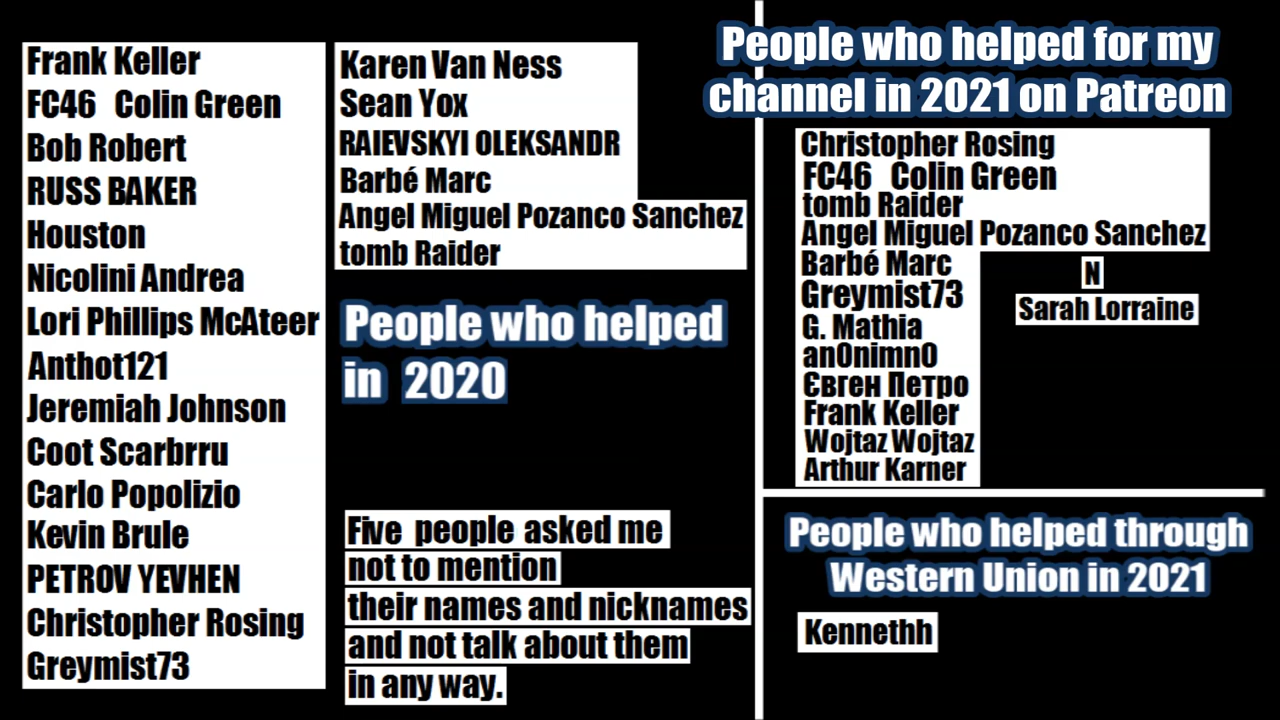 Frank Keller
FC46 Colin Green
Bob Robert
RUSS BAKER
Houston
Nicolini Andrea
Lori Phillips McAteer
Anthot121
Jeremiah Johnson
Coot Scarbrru
Carlo Popolizio
Kevin Brule
PETROV YEVHEN
Christopher Rosing
Greymist73
Karen Van Ness
Sean Yox
RAIEVSKYI OLEKSANDR
Barbé Marc
Angel Miguel Pozanco Sanchez
tomb Raider
People who helped
in 2020
Five people asked me
not to mention
their names and nicknames
and not talk about them
in any way.
People who helped for my
channel in 2021 on Patreon
Christopher Rosing
FC46 Colin Green
tomb Raider
Angel Miguel Pozanco Sanchez
Barbé Marc
Greymist73
G. Mathia
an0nimn0
Євген Петро
Frank Keller
Wojtaz Wojtaz
Arthur Karner
N
Sarah Lorraine
People who helped through
Western Union in 2021
Kennethh